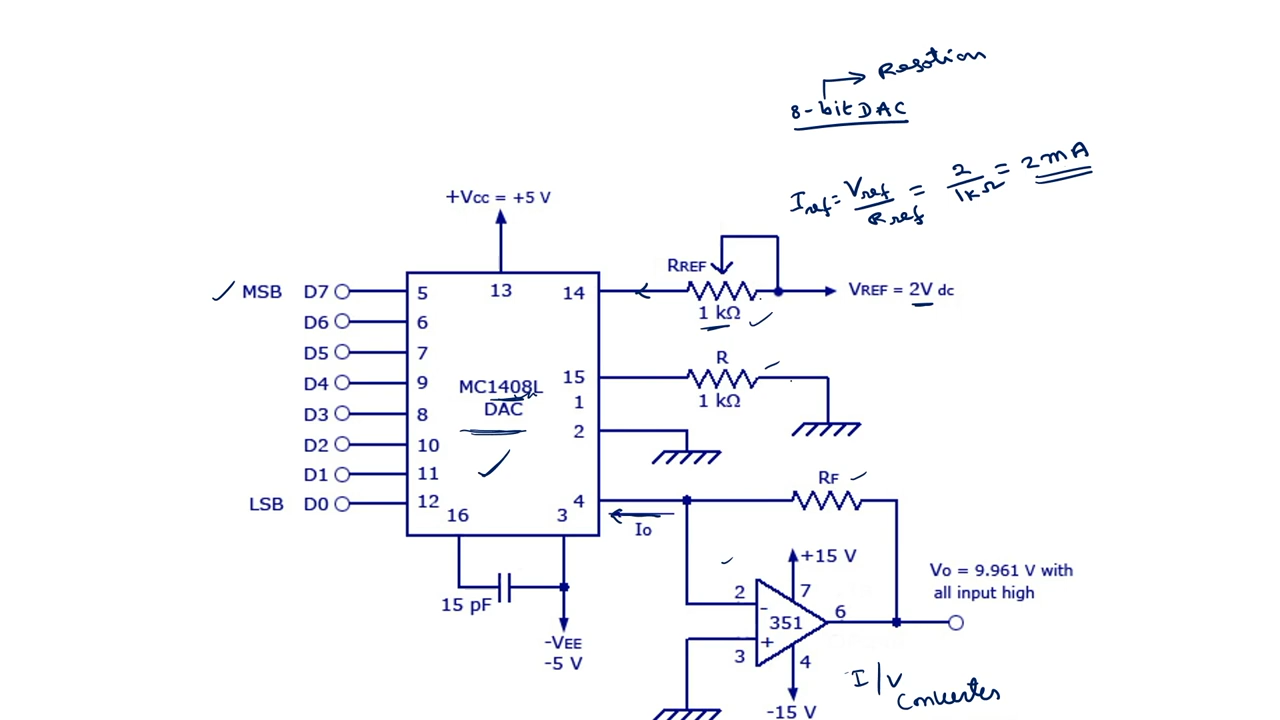 Resotion
8-bit DAC
Iref = Vref / Rref = 2 / 1kΩ = 2mA
+Vcc = +5 V
RREF
VREF = 2V dc
1 kΩ
MSB D7 5 13 14
D6 6
D5 7
R
15
D4 9
MC1408L
1 kΩ
1
DAC
D3 8
2
D2 10
D1 11
RF
LSB D0 12 4
16 3
Io
+15 V
Vo = 9.961 V with
all input high
2 7
-
15 pF
351 6
+
-VEE
3 4
-5 V
I/V
Converter
-15 V